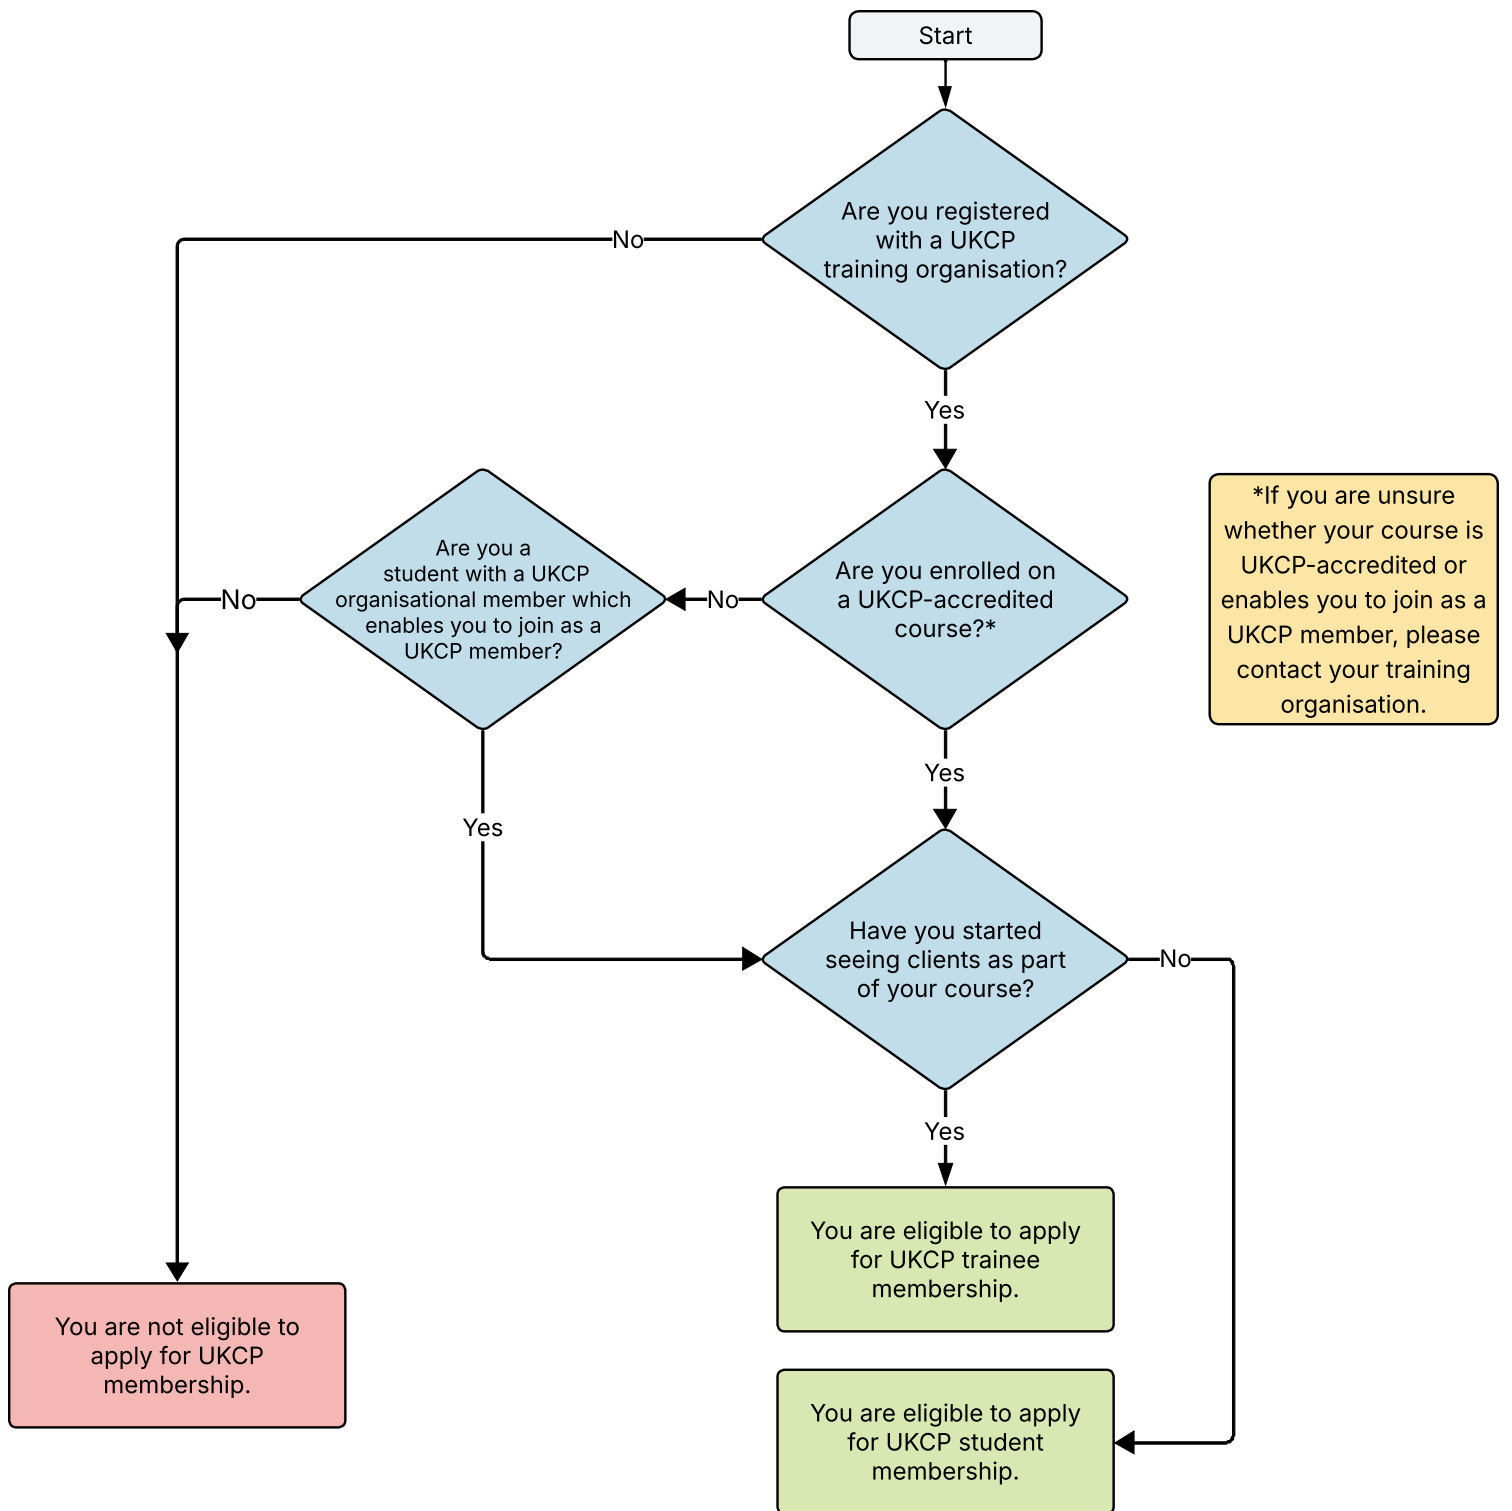 Start
Are you registered
with a UKCP
training organisation?
No
Yes
Are you a
student with a UKCP
organisational member which
enables you to join as a
UKCP member?
No
No
Are you enrolled on
a UKCP-accredited
course?*
*If you are unsure
whether your course is
UKCP-accredited or
enables you to join as a
UKCP member, please
contact your training
organisation.
Yes
Yes
Have you started
seeing clients as part
of your course?
No
Yes
You are eligible to apply
for UKCP trainee
membership.
You are not eligible to
apply for UKCP
membership.
You are eligible to apply
for UKCP student
membership.